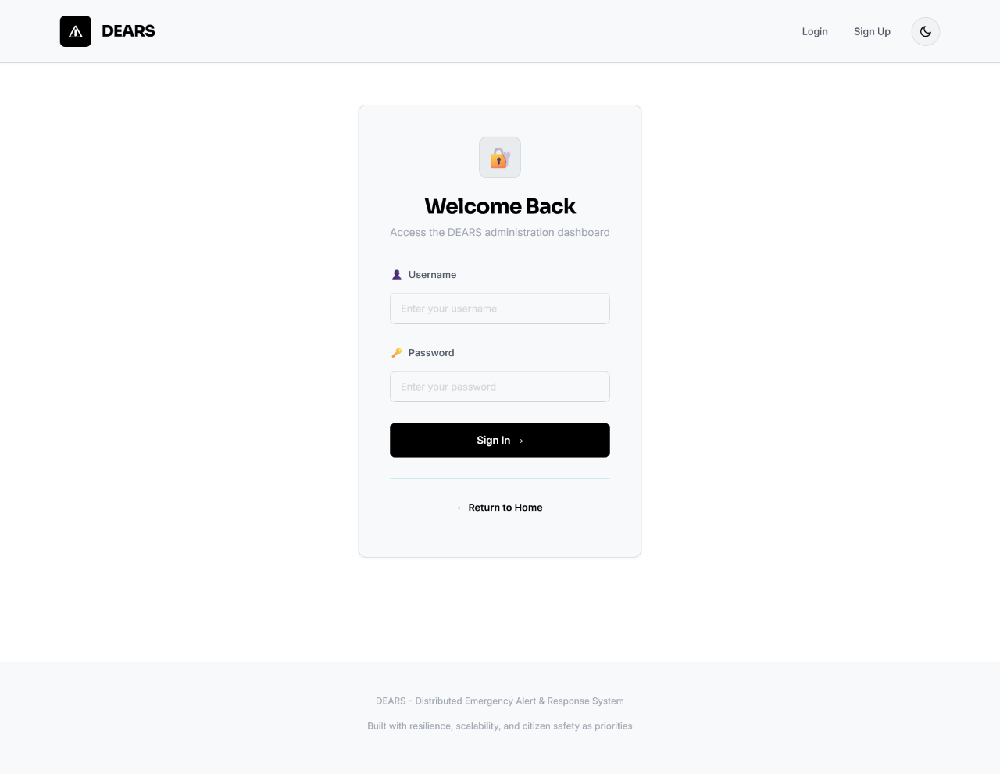 DEARS
Login
Sign Up
Welcome Back
Access the DEARS administration dashboard
Username
Enter your username
Password
Enter your password
Sign In →
← Return to Home
DEARS - Distributed Emergency Alert & Response System
Built with resilience, scalability, and citizen safety as priorities